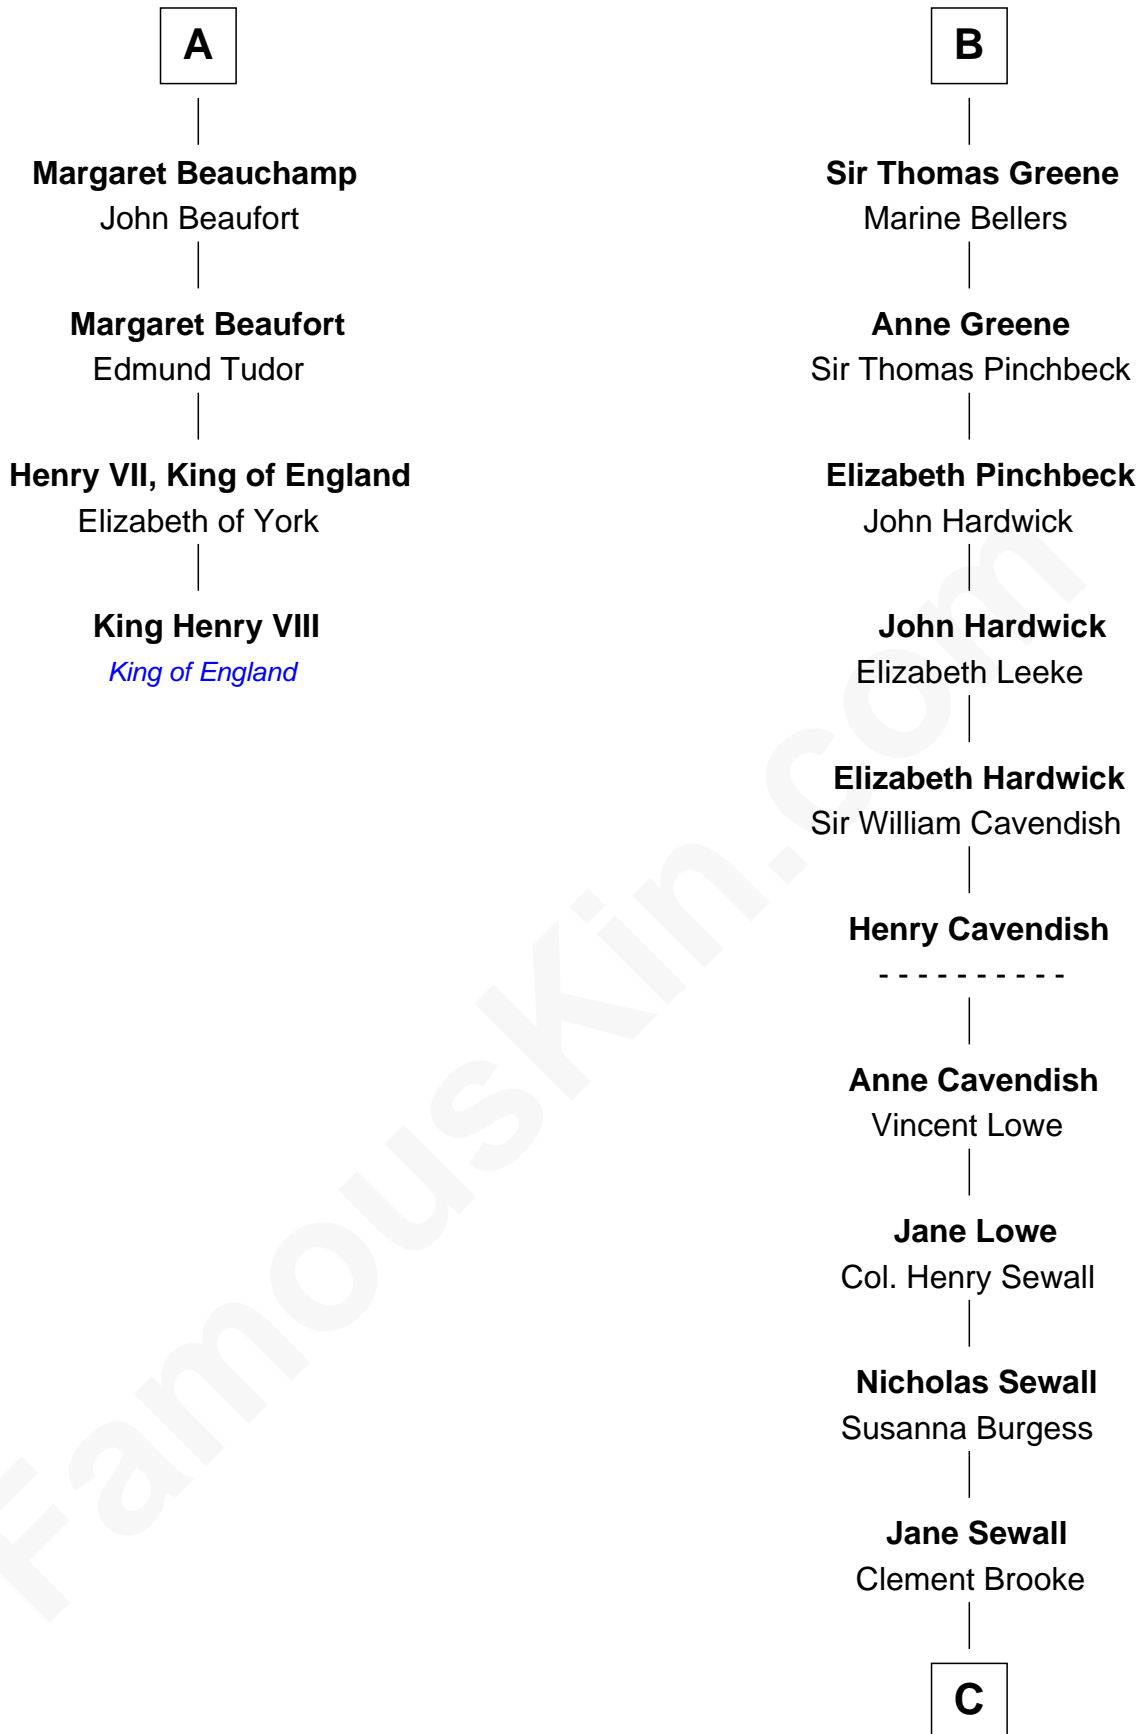 A
Margaret Beauchamp
John Beaufort
Margaret Beaufort
Edmund Tudor
Henry VII, King of England
Elizabeth of York
King Henry VIII
King of England
B
Sir Thomas Greene
Marine Bellers
Anne Greene
Sir Thomas Pinchbeck
Elizabeth Pinchbeck
John Hardwick
John Hardwick
Elizabeth Leeke
Elizabeth Hardwick
Sir William Cavendish
Henry Cavendish
- - - - - - - - - -
Anne Cavendish
Vincent Lowe
Jane Lowe
Col. Henry Sewall
Nicholas Sewall
Susanna Burgess
Jane Sewall
Clement Brooke
C
FamousKin.com